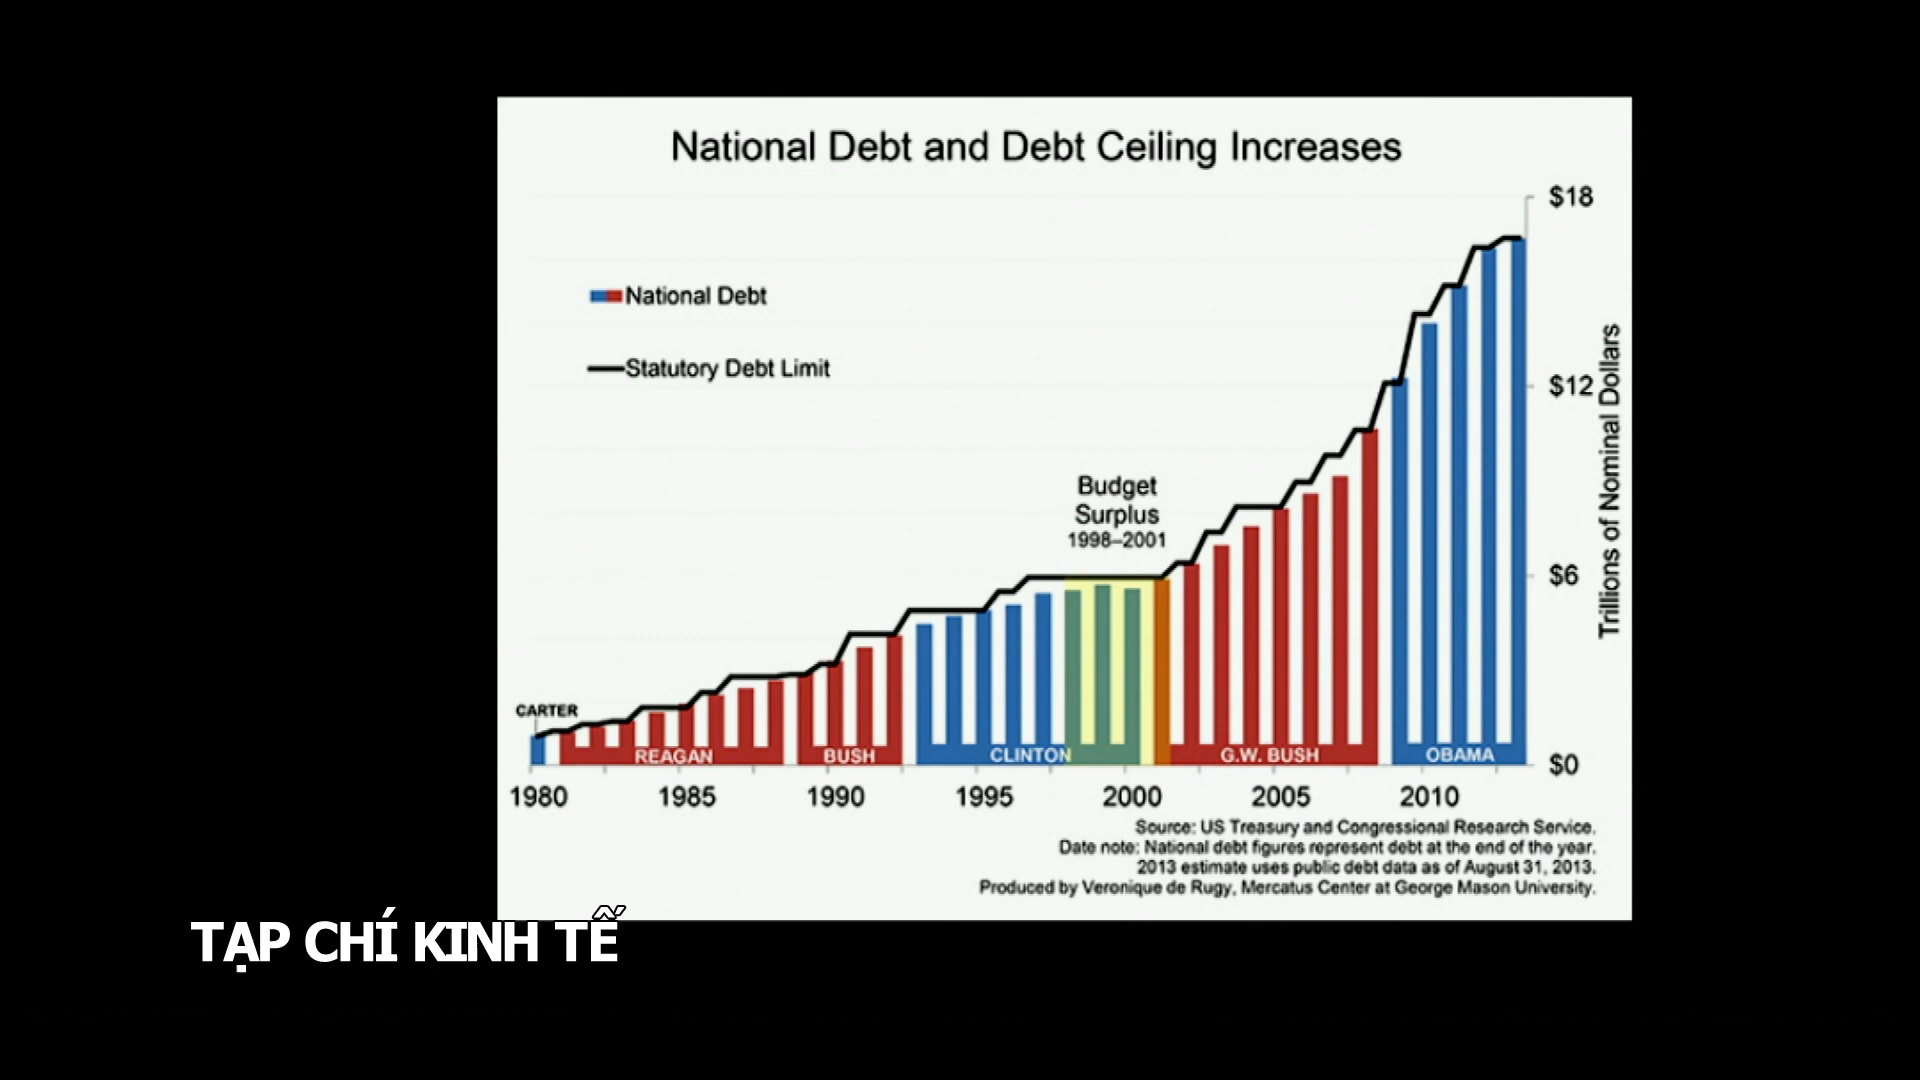 National Debt and Debt Ceiling Increases
$18
National Debt
Statutory Debt Limit
$12
Trillions of Nominal Dollars
Budget
Surplus
1998–2001
$6
CARTER
REAGAN
BUSH
CLINTON
G.W. BUSH
OBAMA
$0
1980
1985
1990
1995
2000
2005
2010
Source: US Treasury and Congressional Research Service.
Date note: National debt figures represent debt at the end of the year.
2013 estimate uses public debt data as of August 31, 2013.
Produced by Veronique de Rugy, Mercatus Center at George Mason University.
TẠP CHÍ KINH TẾ